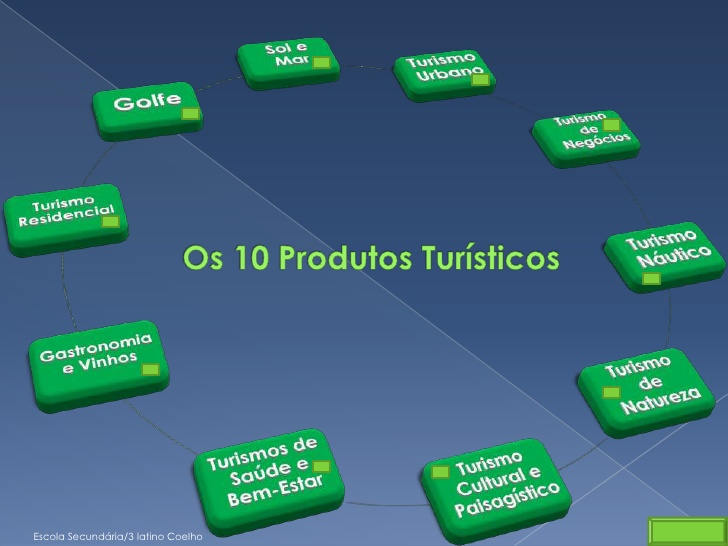 Sol e
Mar
Turismo
Urbano
Turismo
de
Negócios
Turismo
Náutico
Turismo
de
Natureza
Turismo
Cultural e
Paisagístico
Turismos de
Saúde e
Bem-Estar
Gastronomia
e Vinhos
Turismo
Residencial
Golfe
Os 10 Produtos Turísticos
Escola Secundária/3 latino Coelho